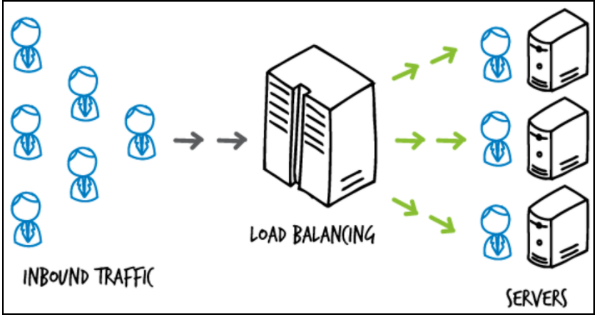 LOAD BALANCING
INBOUND TRAFFIC
SERVERS